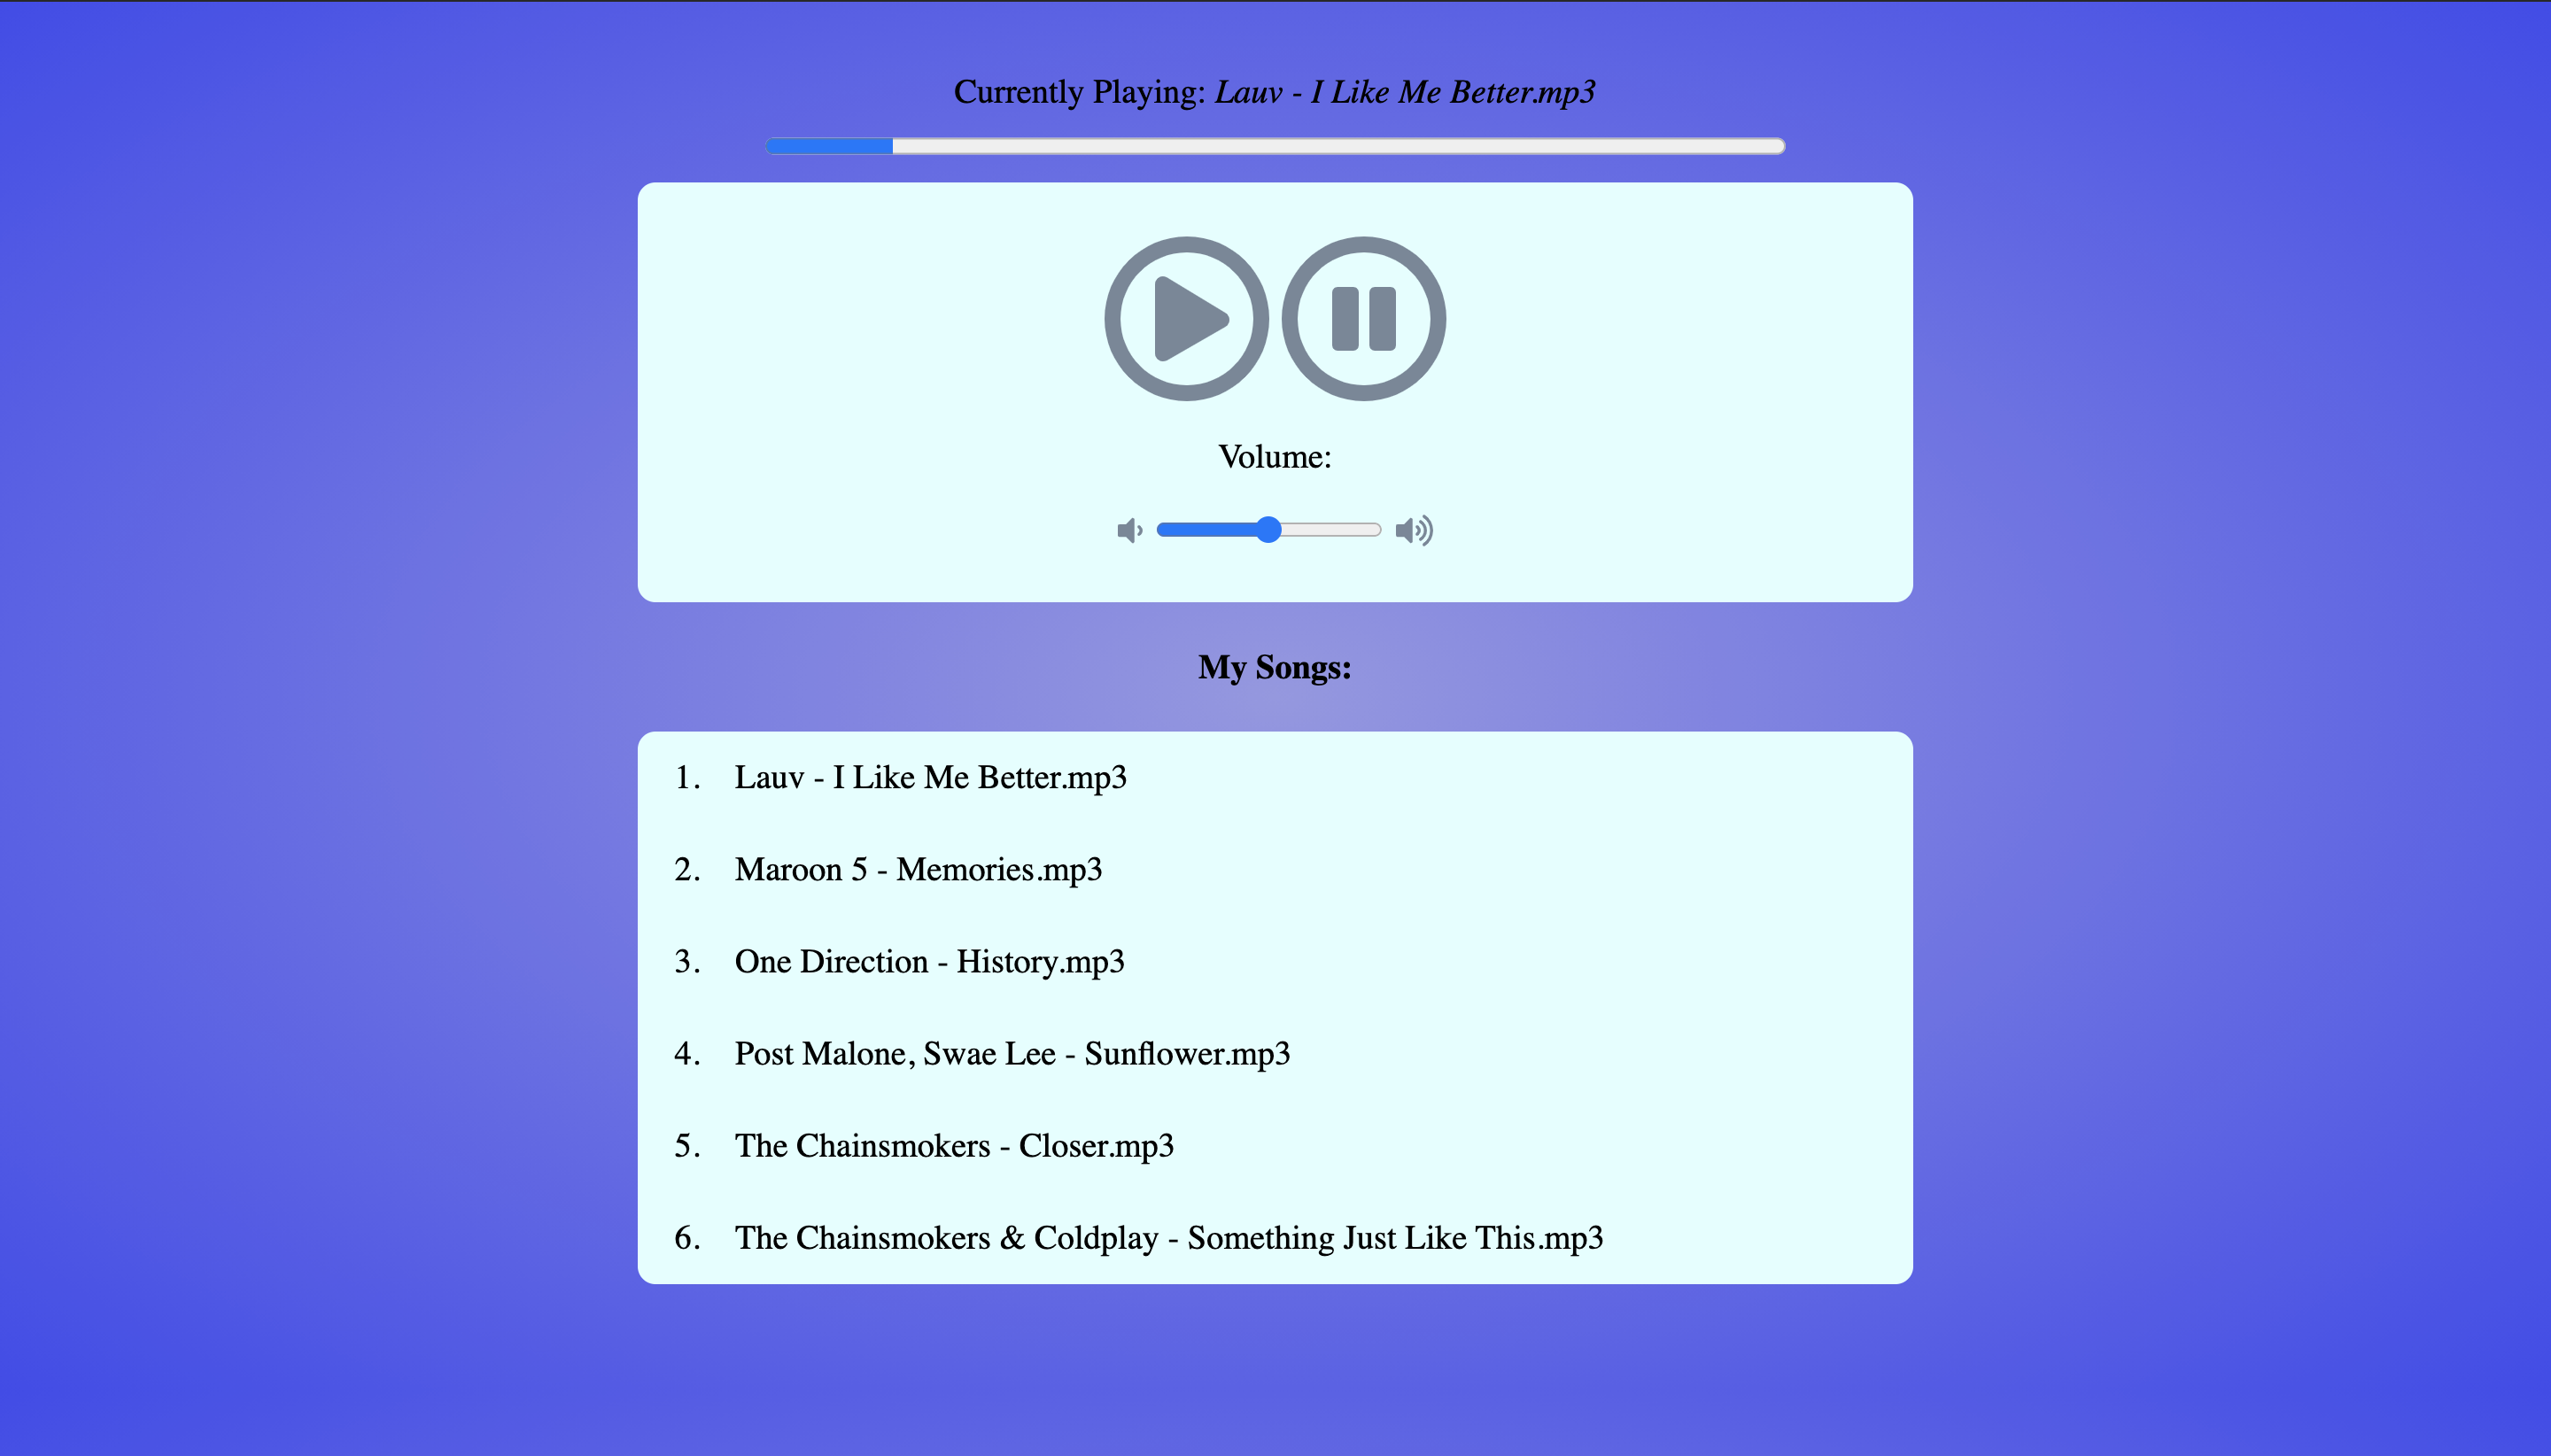 Currently Playing: Lauv - I Like Me Better.mp3
Volume:
My Songs:
1. Lauv - I Like Me Better.mp3
2. Maroon 5 - Memories.mp3
3. One Direction - History.mp3
4. Post Malone, Swae Lee - Sunflower.mp3
5. The Chainsmokers - Closer.mp3
6. The Chainsmokers & Coldplay - Something Just Like This.mp3